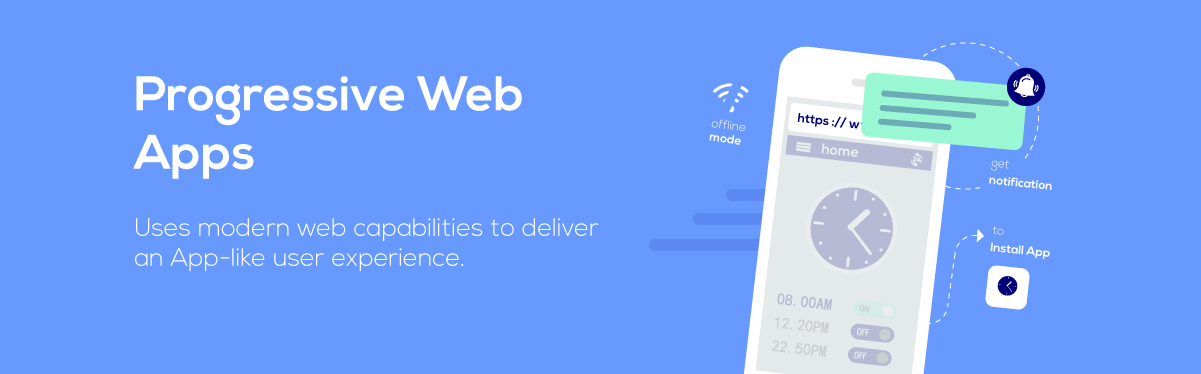 Progressive Web
Apps
Uses modern web capabilities to deliver
an App-like user experience.
offline
mode
https :// w
home
get
notification
to
Install App
08. 00AM
ON
12. 20PM
OFF
22. 50PM
OFF